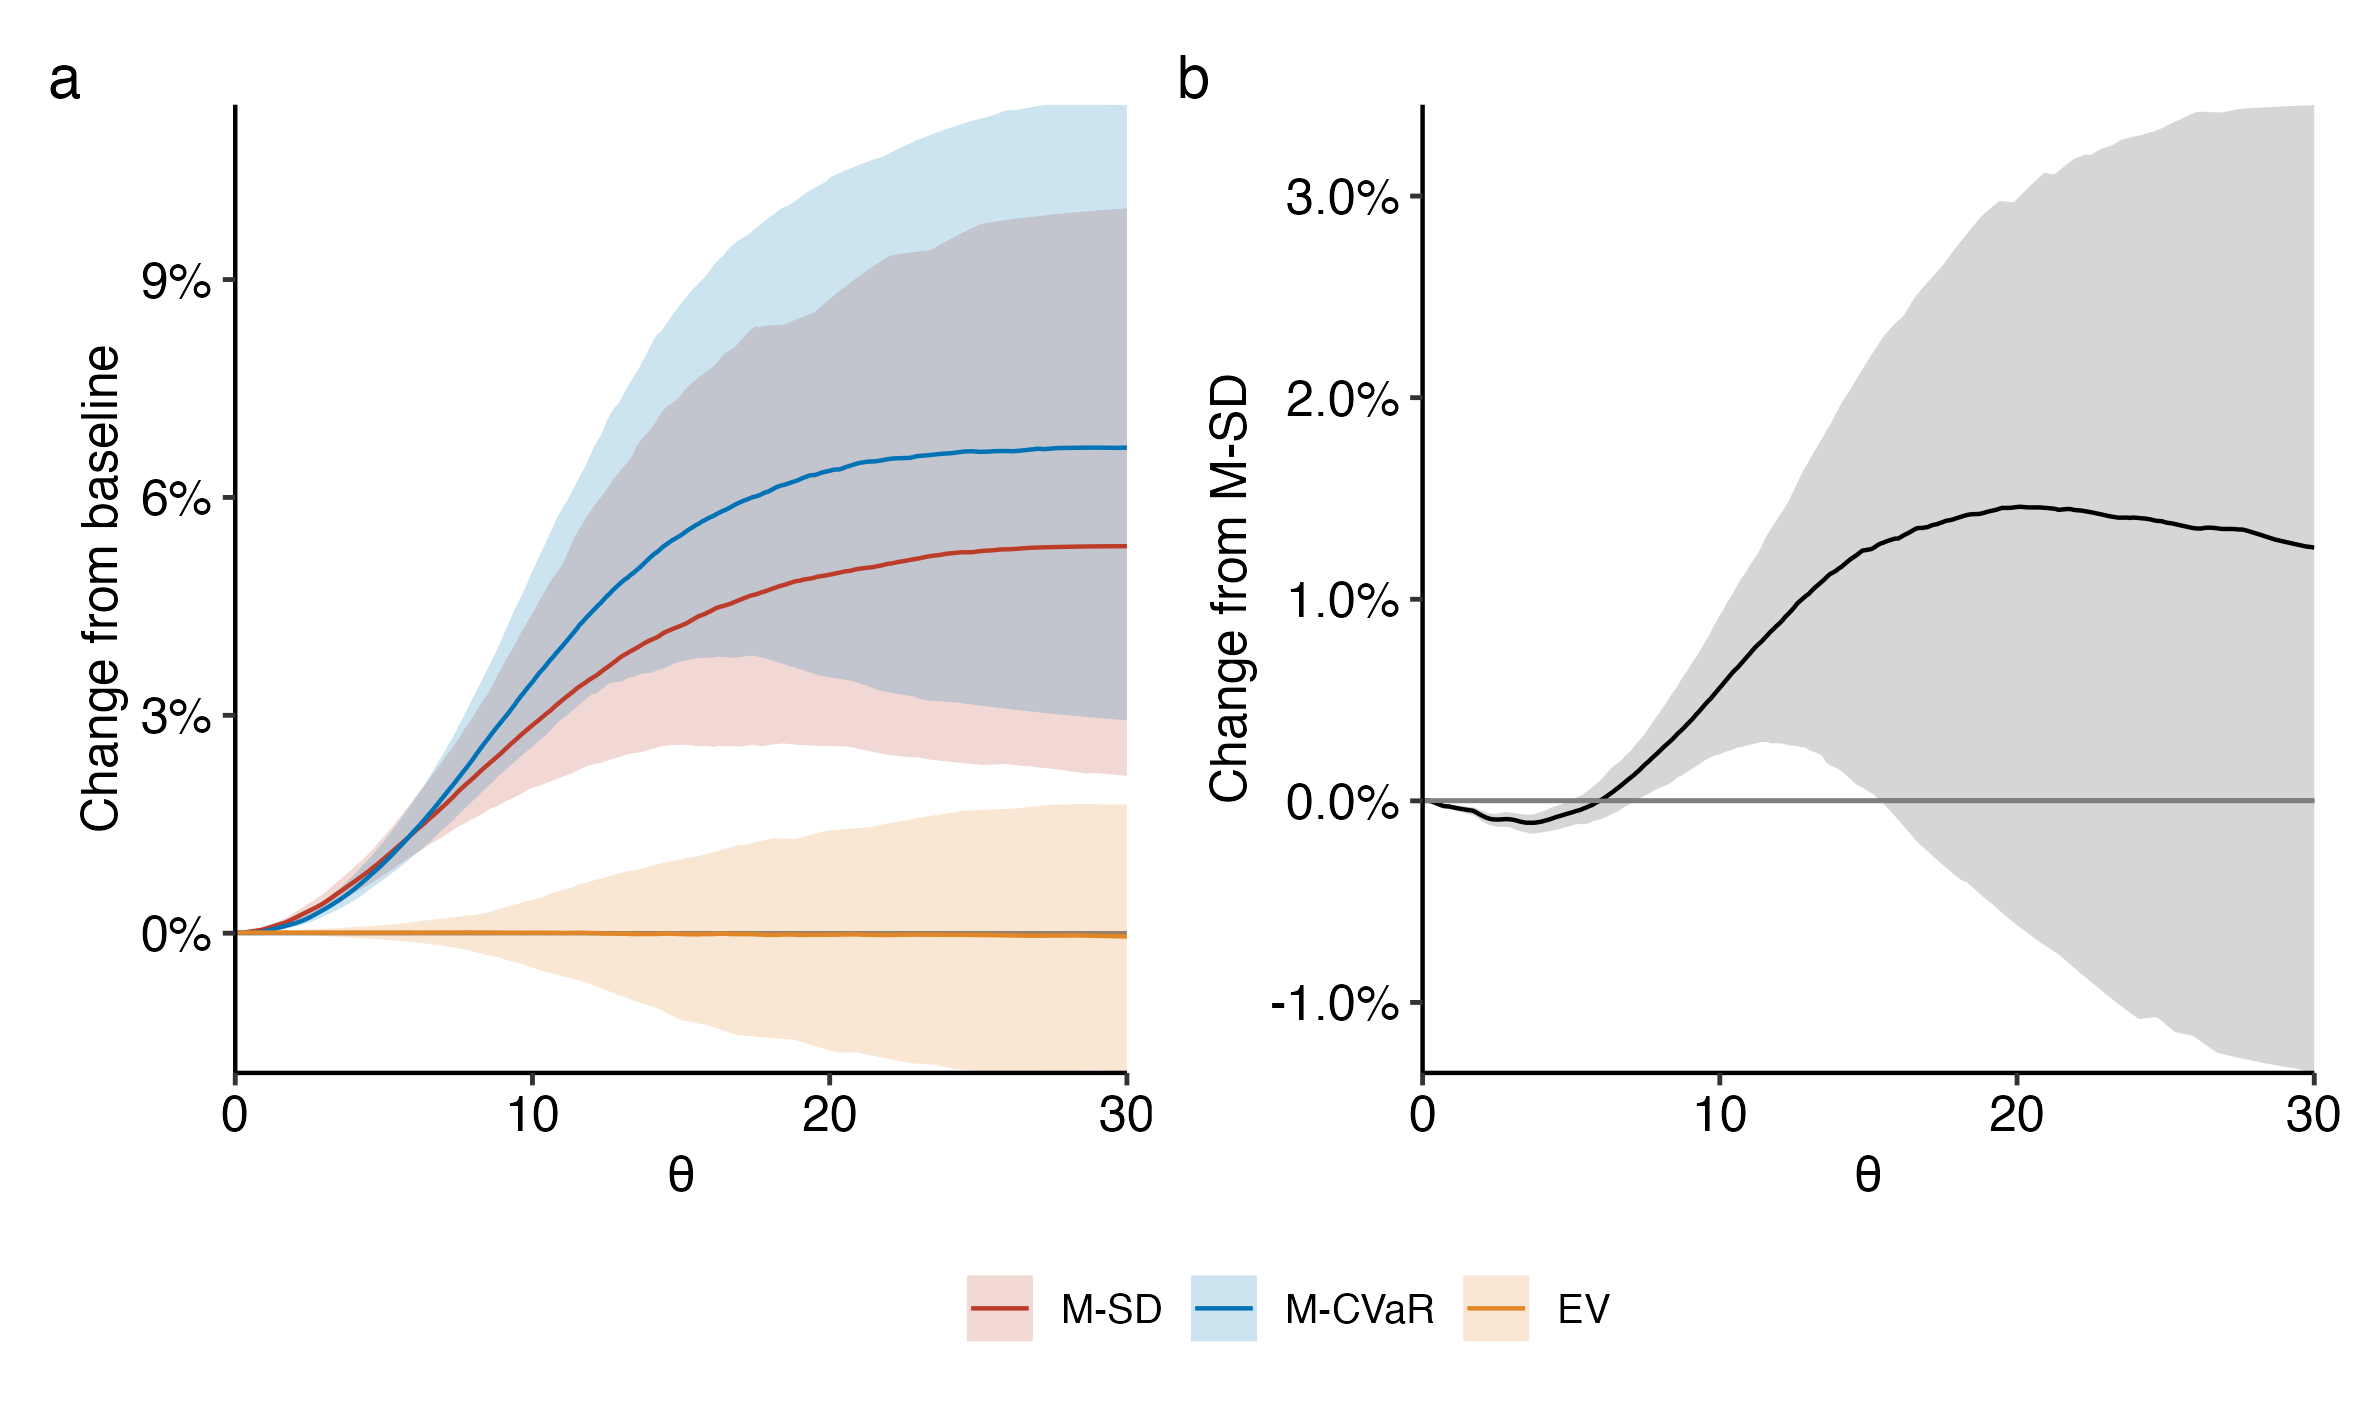 a
Change from baseline
9%
6%
3%
0%
0
10
20
30
θ
b
Change from M-SD
3.0%
2.0%
1.0%
0.0%
-1.0%
0
10
20
30
θ
M-SD
M-CVaR
EV